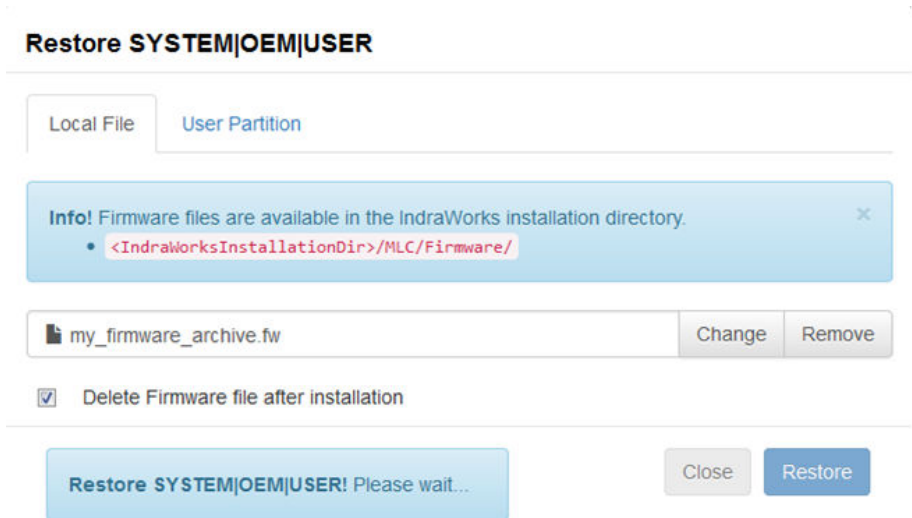 Restore SYSTEM|OEM|USER
Local File User Partition
Info! Firmware files are available in the IndraWorks installation directory. ×
• <IndraWorksInstallationDir>/MLC/Firmware/
my_firmware_archive.fw Change Remove
Delete Firmware file after installation
Restore SYSTEM|OEM|USER! Please wait... Close Restore